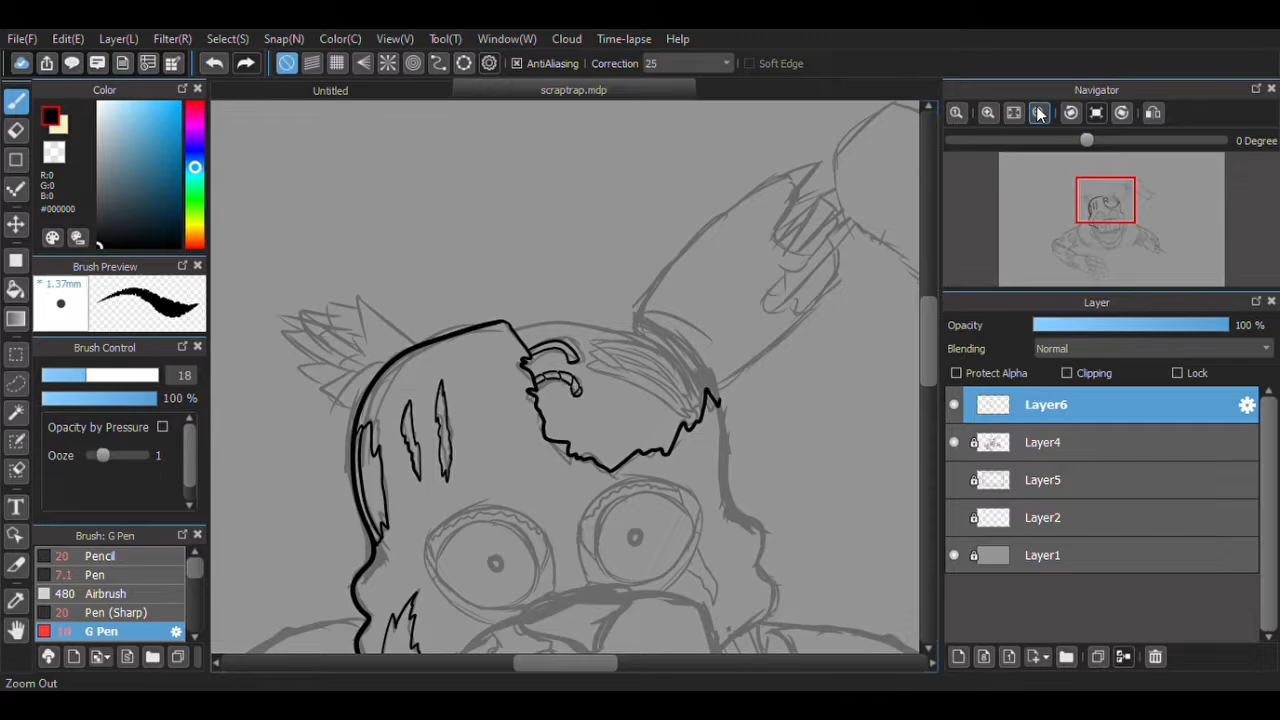 File(F) Edit(E) Layer(L) Filter(R) Select(S) Snap(N) Color(C) View(V) Tool(T) Window(W) Cloud Time-lapse Help
AntiAliasing Correction 25 Soft Edge
Color
Untitled scraptrap.mdp
Navigator
0 Degree
R:0
G:0
B:0
#000000
Brush Preview
* 1.37mm
Brush Control
18
100 %
Opacity by Pressure
Ooze 1
Brush: G Pen
20 Pencil
7.1 Pen
480 Airbrush
20 Pen (Sharp)
18 G Pen
Layer
Opacity 100 %
Blending Normal
Protect Alpha Clipping Lock
Layer6
Layer4
Layer5
Layer2
Layer1
Zoom Out